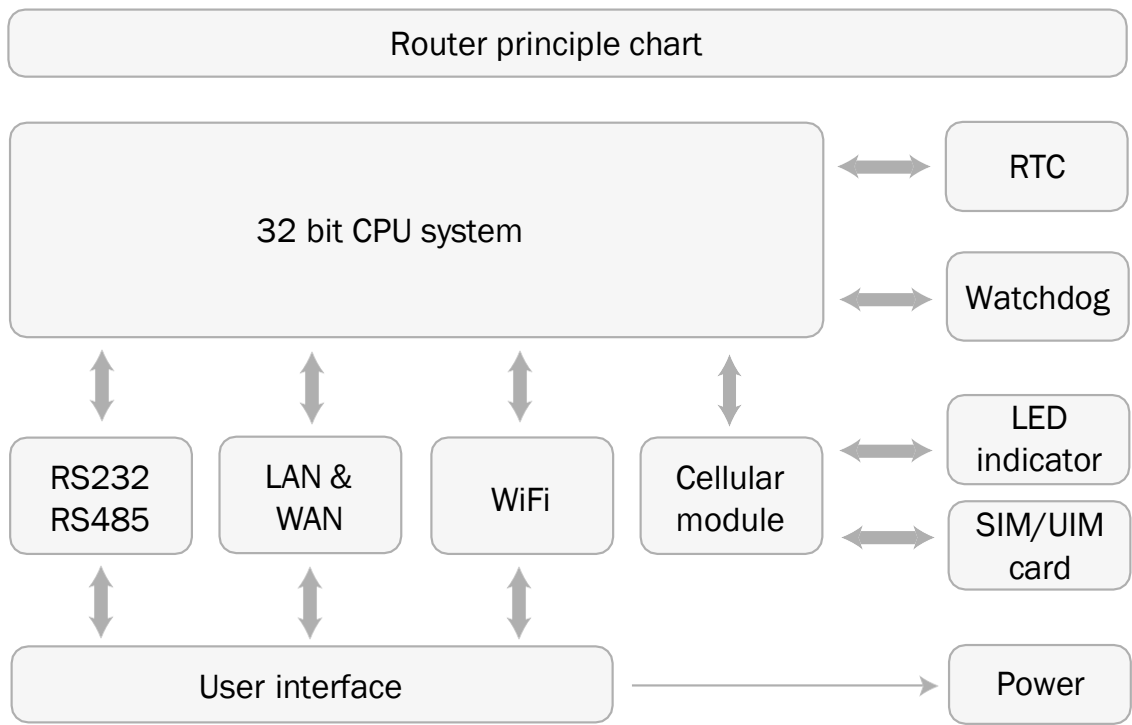 Router principle chart
32 bit CPU system
RTC
Watchdog
RS232
RS485
LAN &
WAN
WiFi
Cellular
module
LED
indicator
SIM/UIM
card
User interface
Power